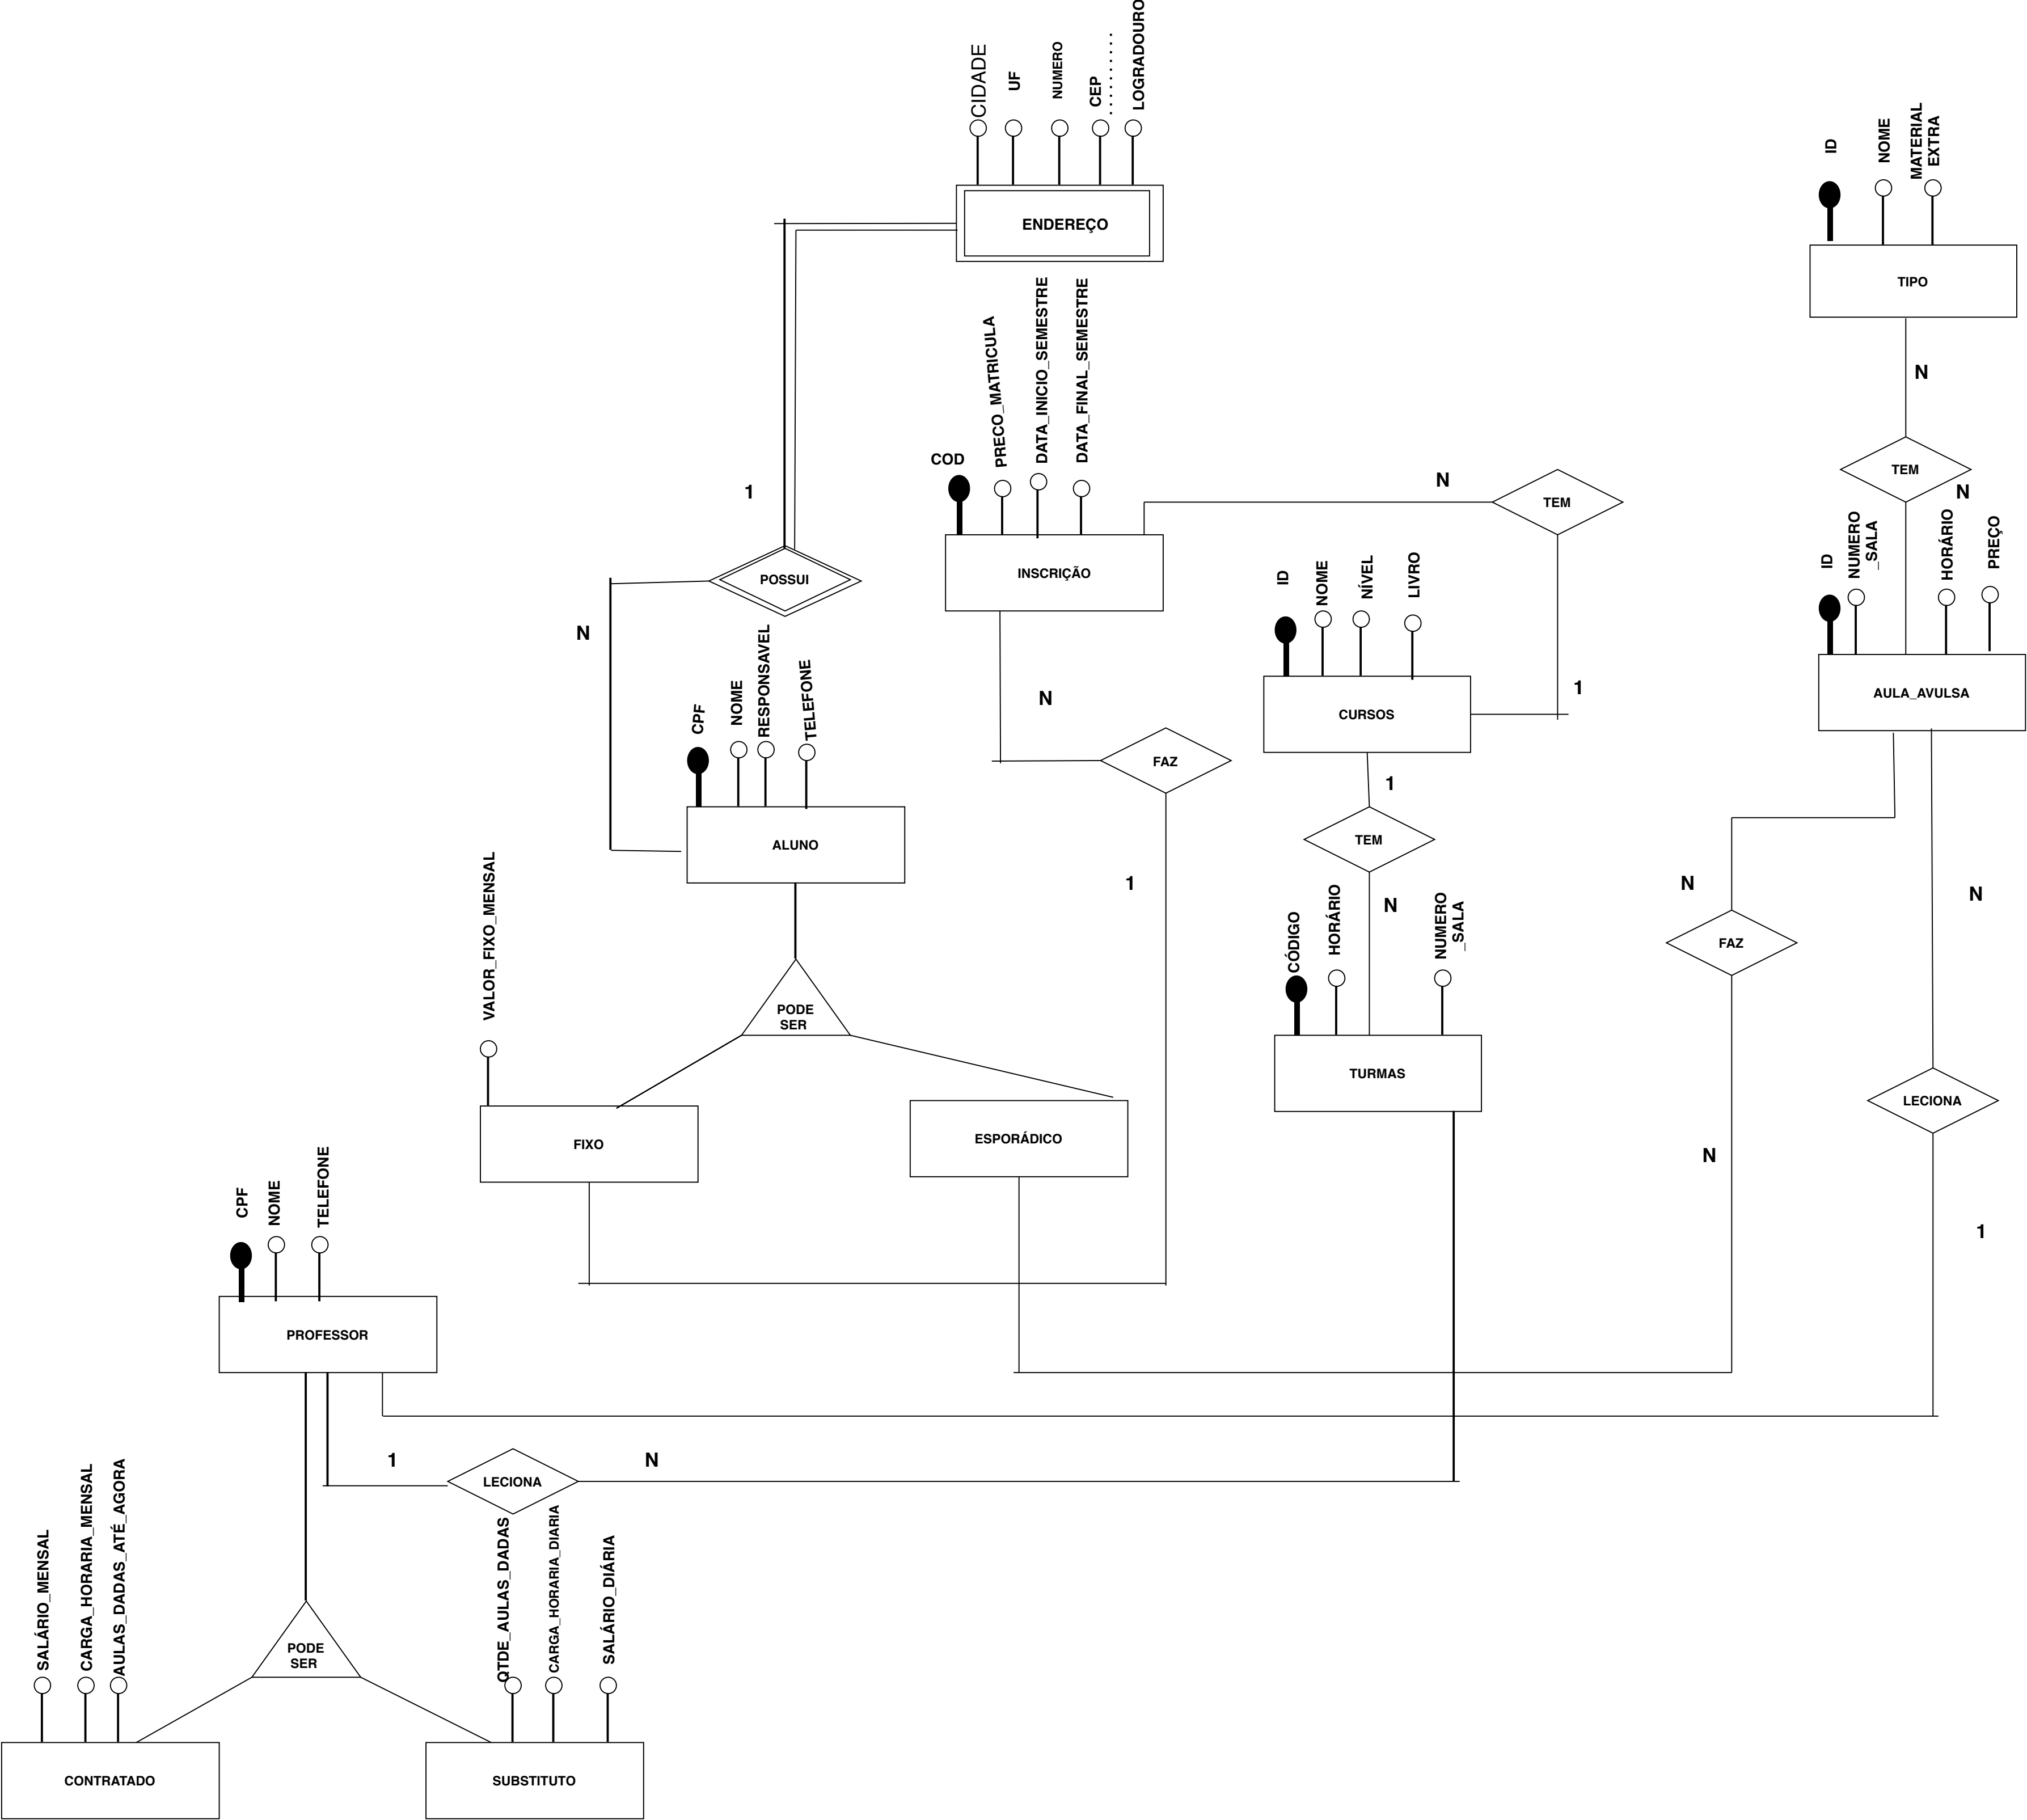 CIDADE
UF
NUMERO
CEP
LOGRADOURO
ENDEREÇO
ID
NOME
MATERIAL
EXTRA
TIPO
N
TEM
N
ID
NUMERO
_SALA
HORÁRIO
PREÇO
AULA_AVULSA
COD
PRECO_MATRICULA
DATA_INICIO_SEMESTRE
DATA_FINAL_SEMESTRE
INSCRIÇÃO
N
TEM
1
1
POSSUI
N
ID
NOME
NÍVEL
LIVRO
CURSOS
1
TEM
N
CPF
NOME
RESPONSAVEL
TELEFONE
ALUNO
N
FAZ
1
CÓDIGO
HORÁRIO
NUMERO
_SALA
TURMAS
N
FAZ
N
N
LECIONA
1
PODE
SER
VALOR_FIXO_MENSAL
FIXO
ESPORÁDICO
CPF
NOME
TELEFONE
PROFESSOR
1
LECIONA
N
PODE
SER
SALÁRIO_MENSAL
CARGA_HORARIA_MENSAL
AULAS_DADAS_ATÉ_AGORA
CONTRATADO
QTDE_AULAS_DADAS
CARGA_HORARIA_DIARIA
SALÁRIO_DIÁRIA
SUBSTITUTO